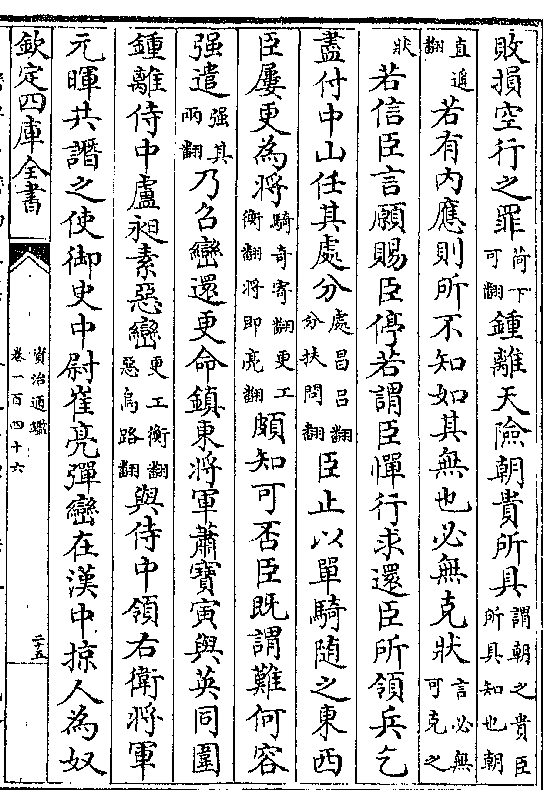 敗損空行之罪荷下可翻鍾離天險朝貴所具謂朝之貴臣所具知也朝
直遥翻若有内應則所不知如其無也必無克狀言必無可克之
狀若信臣言願賜臣停若謂臣憚行求還臣所領兵乞
盡付中山任其處分處昌吕翻分扶問翻臣止以單騎隨之東西
臣屢更為將騎奇寄翻更工衡翻將即亮翻頗知可否臣既謂難何容
强遣强其兩翻乃召巒還更命鎮東將軍蕭寶寅與英同圍
鍾離侍中盧昶素惡巒更工衡翻惡烏路翻與侍中領右衛將軍
元暉共譖之使御史中尉崔亮彈巒在漢中掠人為奴
欽定四庫全書
資治通鑑
卷一百四十六
二十五